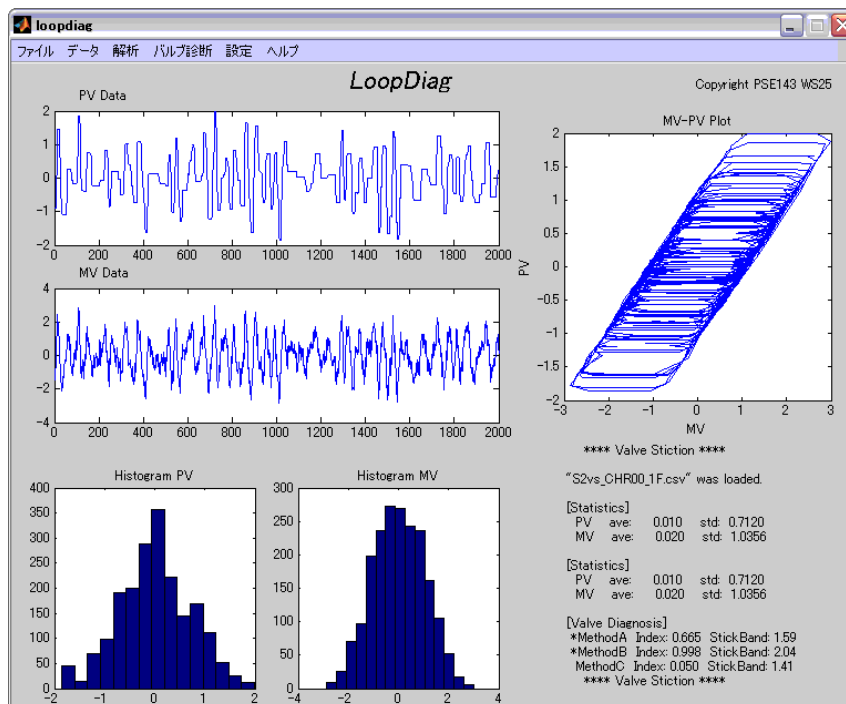 loopdiag
ファイル データ 解析 バルブ診断 設定 ヘルプ
LoopDiag
Copyright PSE143 WS25
PV Data
2
1
0
-1
-2
0 200 400 600 800 1000 1200 1400 1600 1800 2000
MV Data
4
2
0
-2
-4
0 200 400 600 800 1000 1200 1400 1600 1800 2000
MV-PV Plot
PV
2
1.5
1
0.5
0
-0.5
-1
-1.5
-2
-3 -2 -1 0 1 2 3
MV
**** Valve Stiction ****
Histogram PV
400
350
300
250
200
150
100
50
0
-2 -1 0 1 2
Histogram MV
300
250
200
150
100
50
0
-4 -2 0 2 4
"S2vs_CHR00_1F.csv" was loaded.
[Statistics]
PV ave: 0.010 std: 0.7120
MV ave: 0.020 std: 1.0356
[Statistics]
PV ave: 0.010 std: 0.7120
MV ave: 0.020 std: 1.0356
[Valve Diagnosis]
*MethodA Index: 0.665 StickBand: 1.59
*MethodB Index: 0.998 StickBand: 2.04
MethodC Index: 0.050 StickBand: 1.41
**** Valve Stiction ****